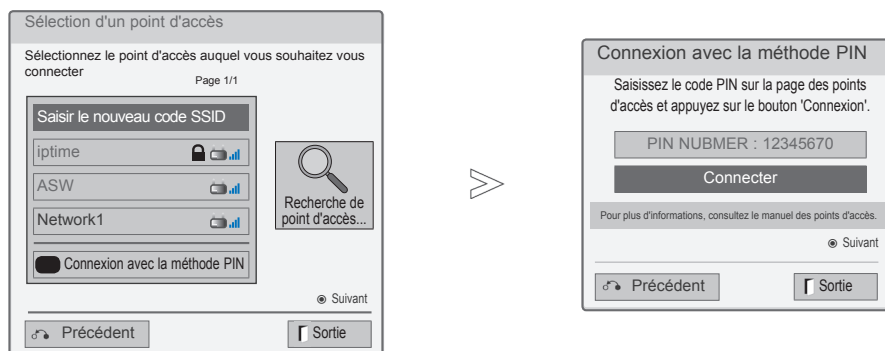 Sélection d'un point d'accès
Sélectionnez le point d'accès auquel vous souhaitez vous
connecter
Page 1/1
Saisir le nouveau code SSID
iptime
ASW
Network1
Connexion avec la méthode PIN
Recherche de
point d'accès...
Suivant
Précédent
Sortie
Connexion avec la méthode PIN
Saisissez le code PIN sur la page des points
d'accès et appuyez sur le bouton 'Connexion'.
PIN NUBMER : 12345670
Connecter
Pour plus d'informations, consultez le manuel des points d'accès.
Suivant
Précédent
Sortie